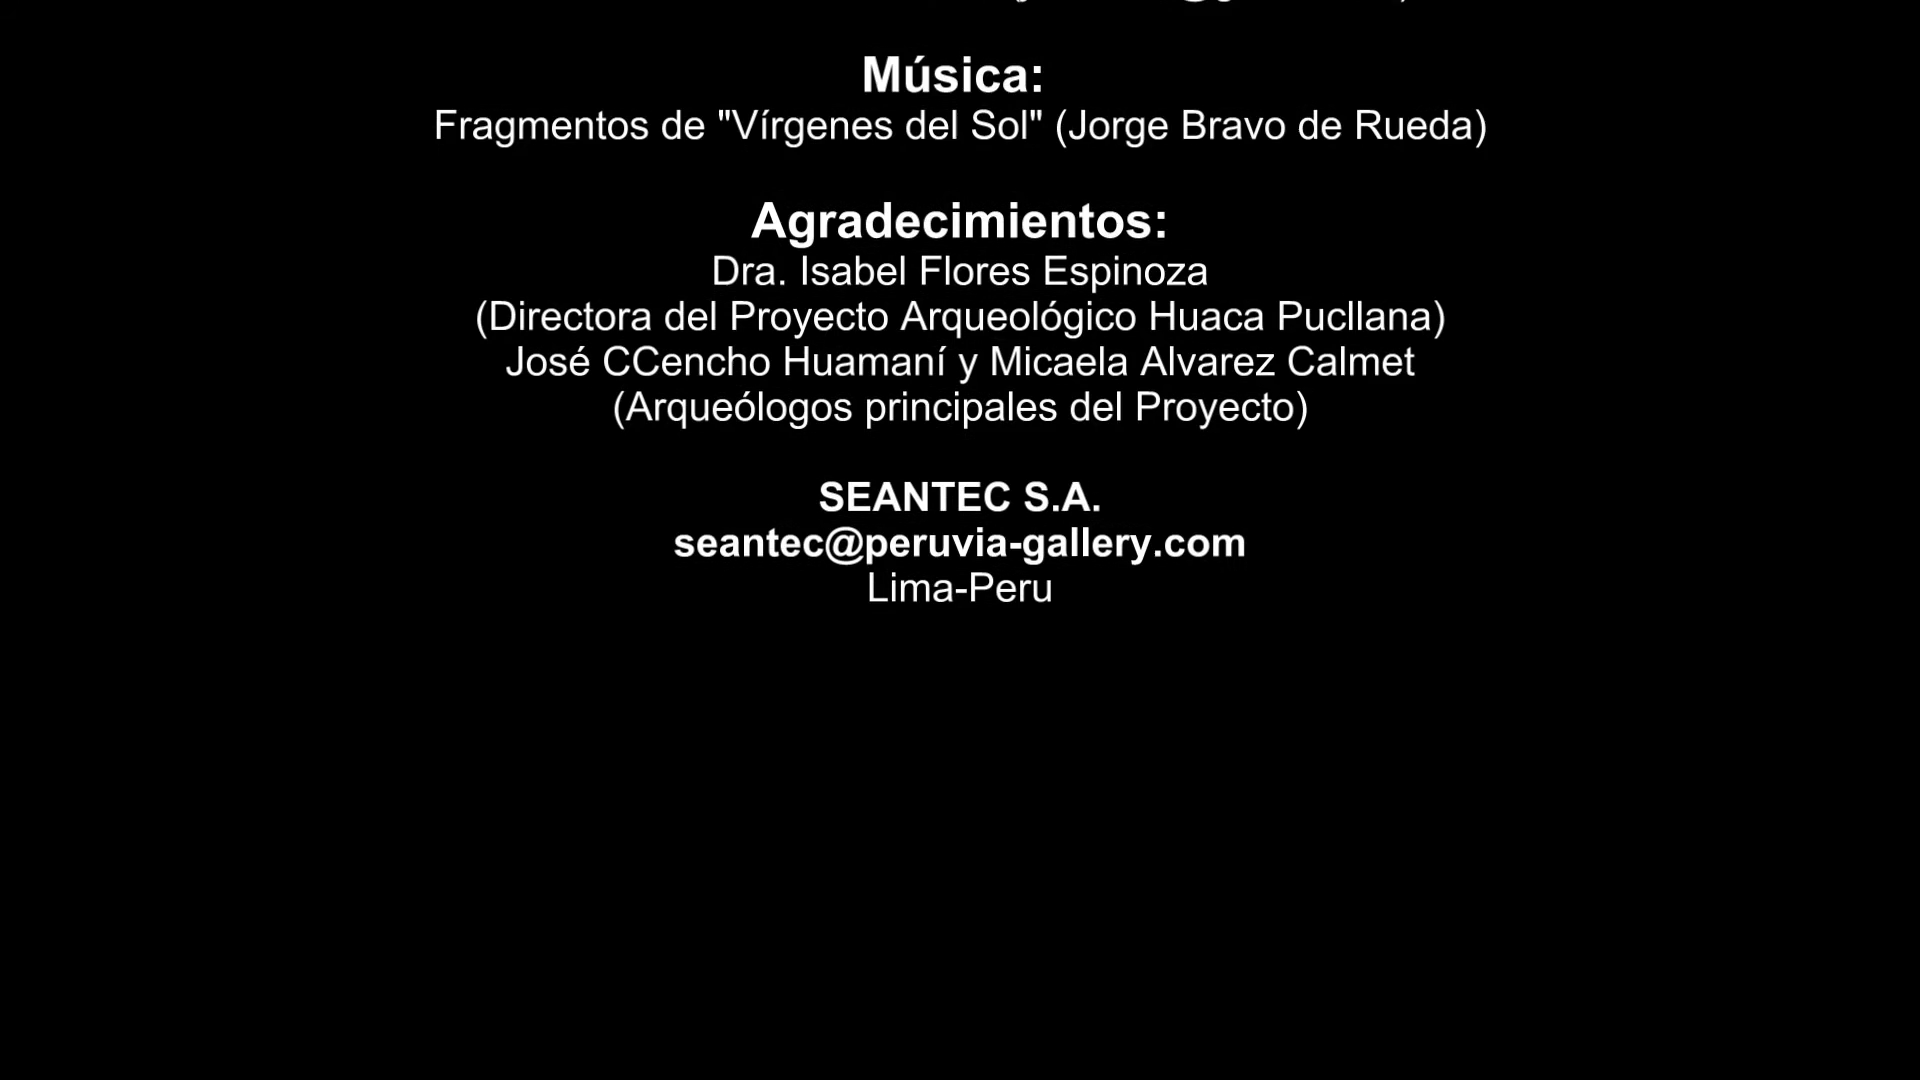 Música:
Fragmentos de "Vírgenes del Sol" (Jorge Bravo de Rueda)
Agradecimientos:
Dra. Isabel Flores Espinoza
(Directora del Proyecto Arqueológico Huaca Pucllana)
José CCencho Huamaní y Micaela Alvarez Calmet
(Arqueólogos principales del Proyecto)
SEANTEC S.A.
seantec@peruvia-gallery.com
Lima-Peru